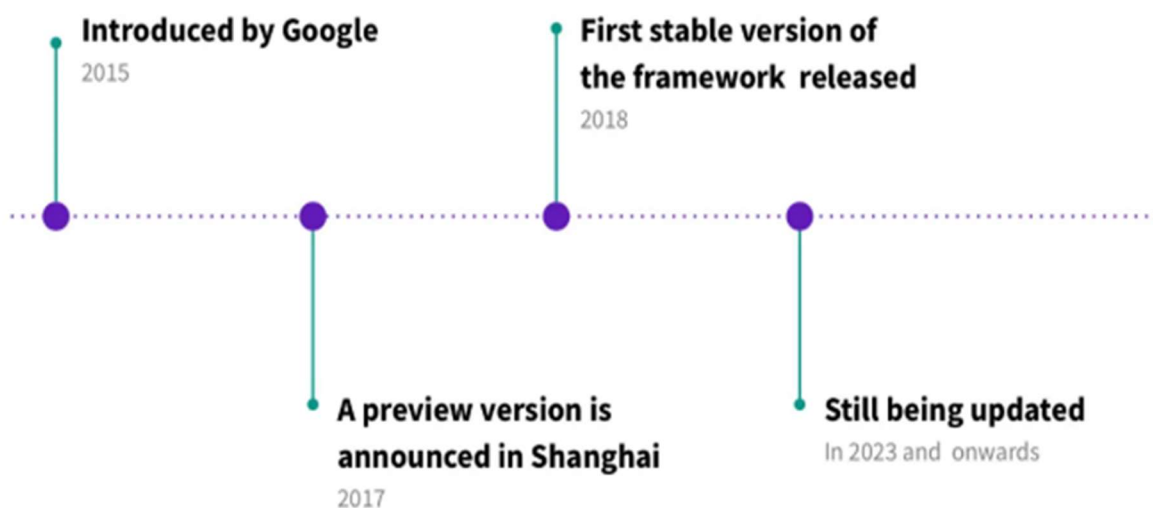 Introduced by Google
2015
A preview version is
announced in Shanghai
2017
First stable version of
the framework  released
2018
Still being updated
In 2023 and  onwards